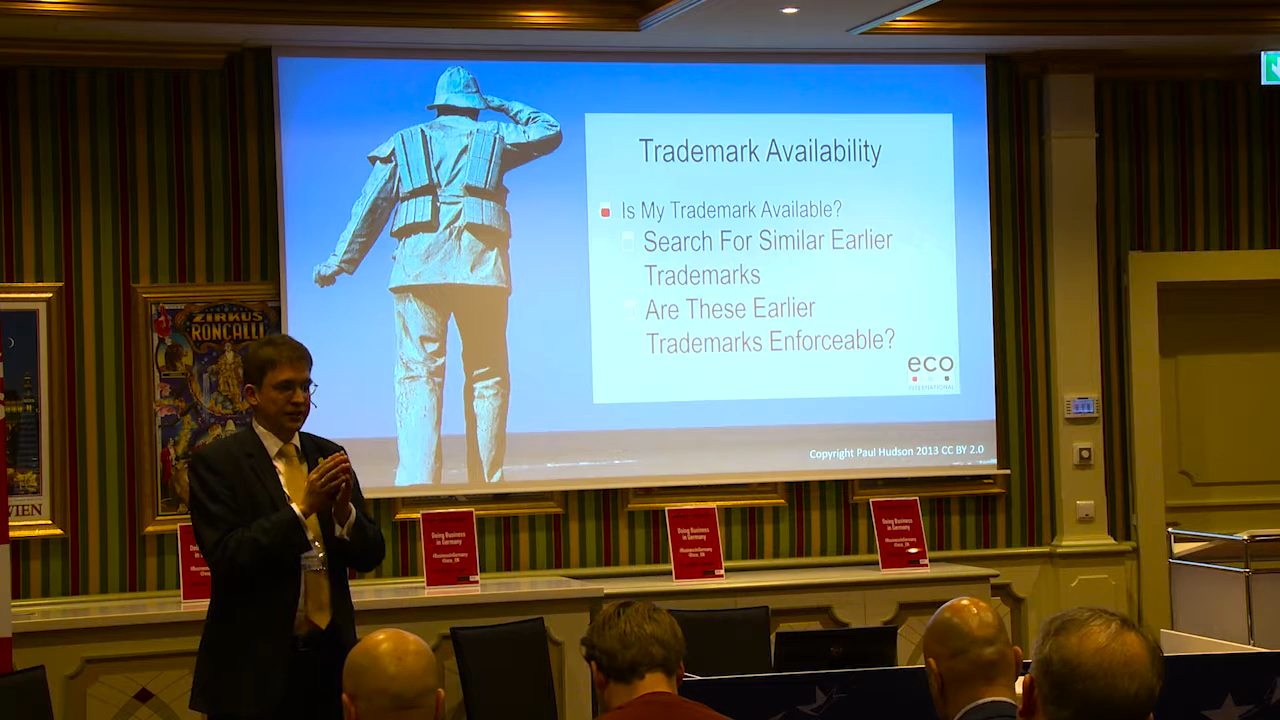 Trademark Availability
Is My Trademark Available?
Search For Similar Earlier
Trademarks
Are These Earlier
Trademarks Enforceable?
eco
INTERNATIONAL
Copyright Paul Hudson 2013 CC BY 2.0
ZIRKUS
RONCALLI
WIEN
Doing Business
in Germany
Doing Business
in Germany
Doing Business
in Germany